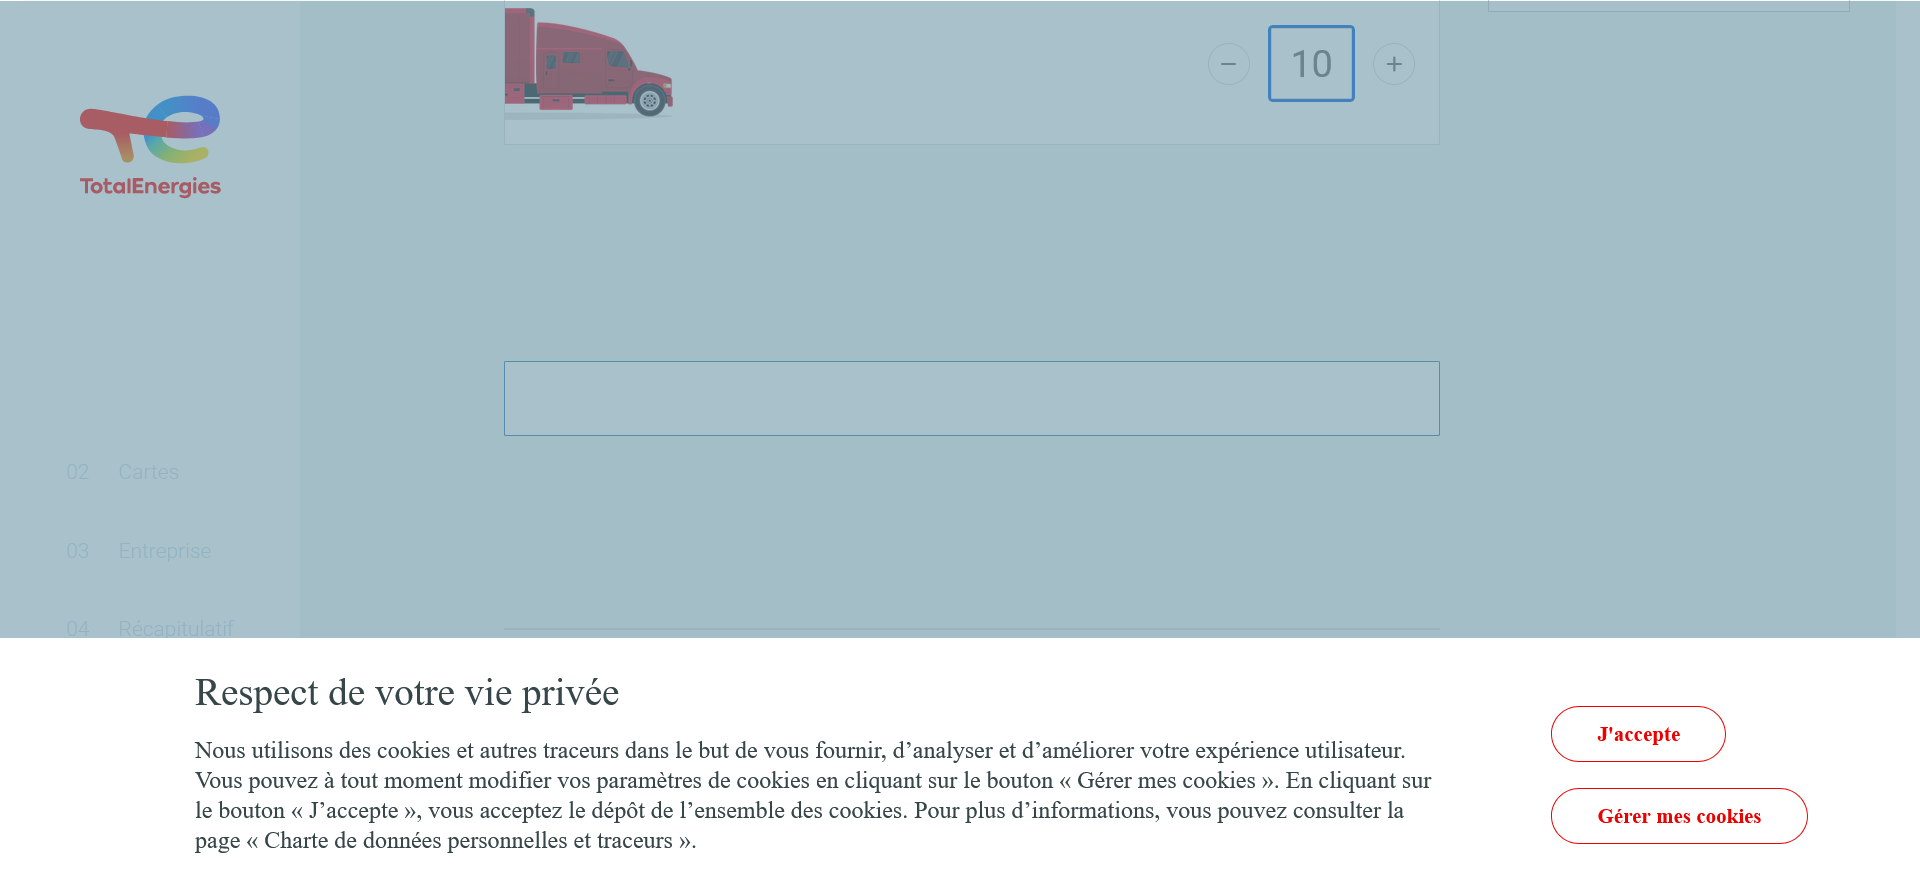 10
TotalEnergies
02 Cartes
03 Entreprise
04 Récapitulatif
Respect de votre vie privée
Nous utilisons des cookies et autres traceurs dans le but de vous fournir, d’analyser et d’améliorer votre expérience utilisateur.
Vous pouvez à tout moment modifier vos paramètres de cookies en cliquant sur le bouton « Gérer mes cookies ». En cliquant sur
le bouton « J’accepte », vous acceptez le dépôt de l’ensemble des cookies. Pour plus d’informations, vous pouvez consulter la
page « Charte de données personnelles et traceurs ».
J'accepte
Gérer mes cookies